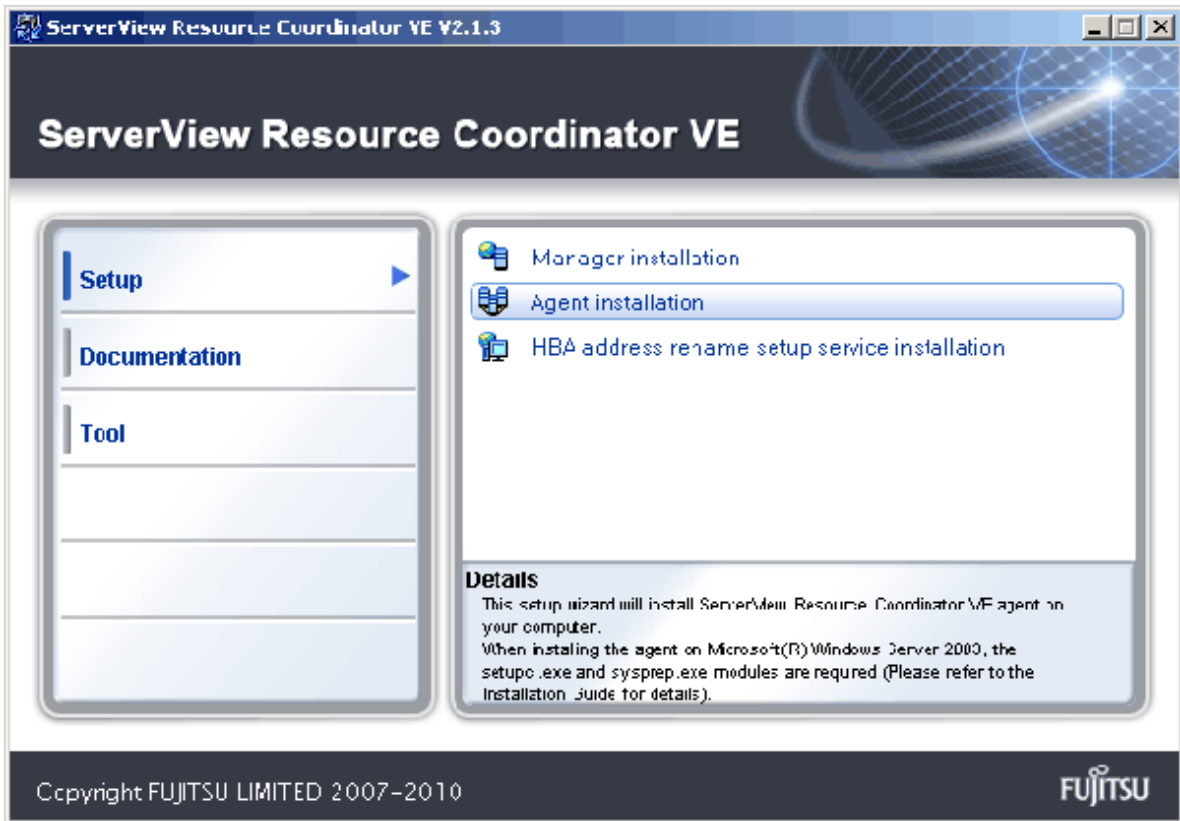 ServerView Resource Coordinator VE V2.1.3
ServerView Resource Coordinator VE
Setup
Documentation
Tool
Manager installation
Agent installation
HBA address rename setup service installation
Details
This setup wizard will install ServerView Resource Coordinator VE agent on
your computer.
When installing the agent on Microsoft(R) Windows Server 2003, the
setupcl.exe and sysprep.exe modules are required (Please refer to the
Installation Guide for details).
Copyright FUJITSU LIMITED 2007-2010
FUJITSU